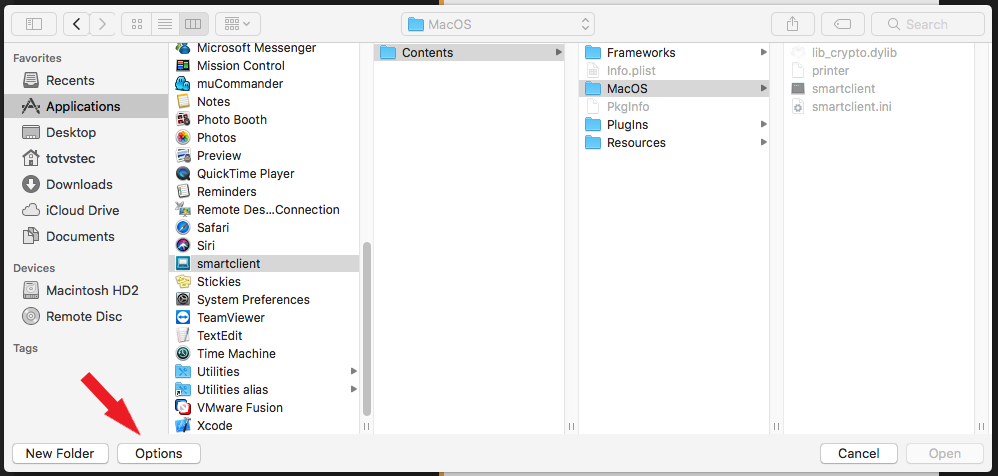 MacOS
Search
Favorites
Recents
Applications
Desktop
totvstec
Downloads
iCloud Drive
Documents
Devices
Macintosh HD2
Remote Disc
Tags
Microsoft Messenger
Mission Control
muCommander
Notes
Photo Booth
Photos
Preview
QuickTime Player
Reminders
Remote Des...Connection
Safari
Siri
smartclient
Stickies
System Preferences
TeamViewer
TextEdit
Time Machine
Utilities
Utilities alias
VMware Fusion
Xcode
Contents
Frameworks
Info.plist
MacOS
PkgInfo
PlugIns
Resources
lib_crypto.dylib
printer
smartclient
smartclient.ini
New Folder
Options
Cancel
Open